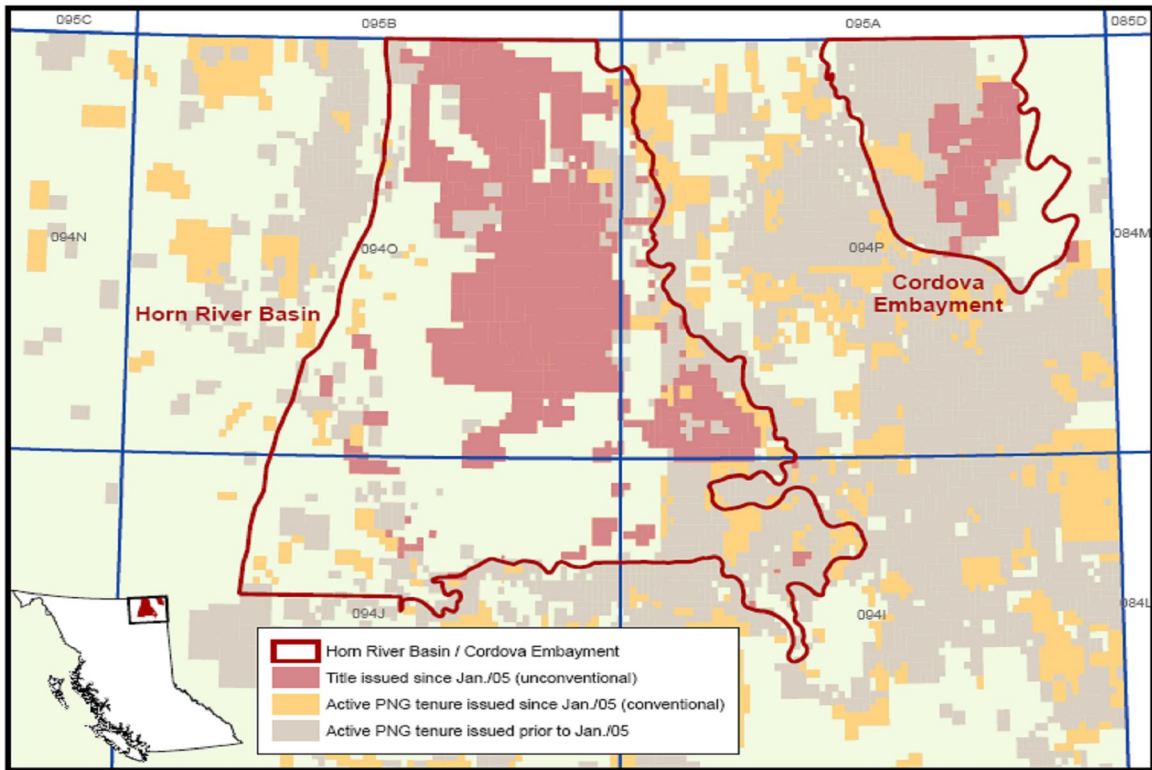 095C
095B
095A
085D
094N
094O
094P
084M
Horn River Basin
Cordova
Embayment
094J
094I
084L
Horn River Basin / Cordova Embayment
Title issued since Jan./05 (unconventional)
Active PNG tenure issued since Jan./05 (conventional)
Active PNG tenure issued prior to Jan./05